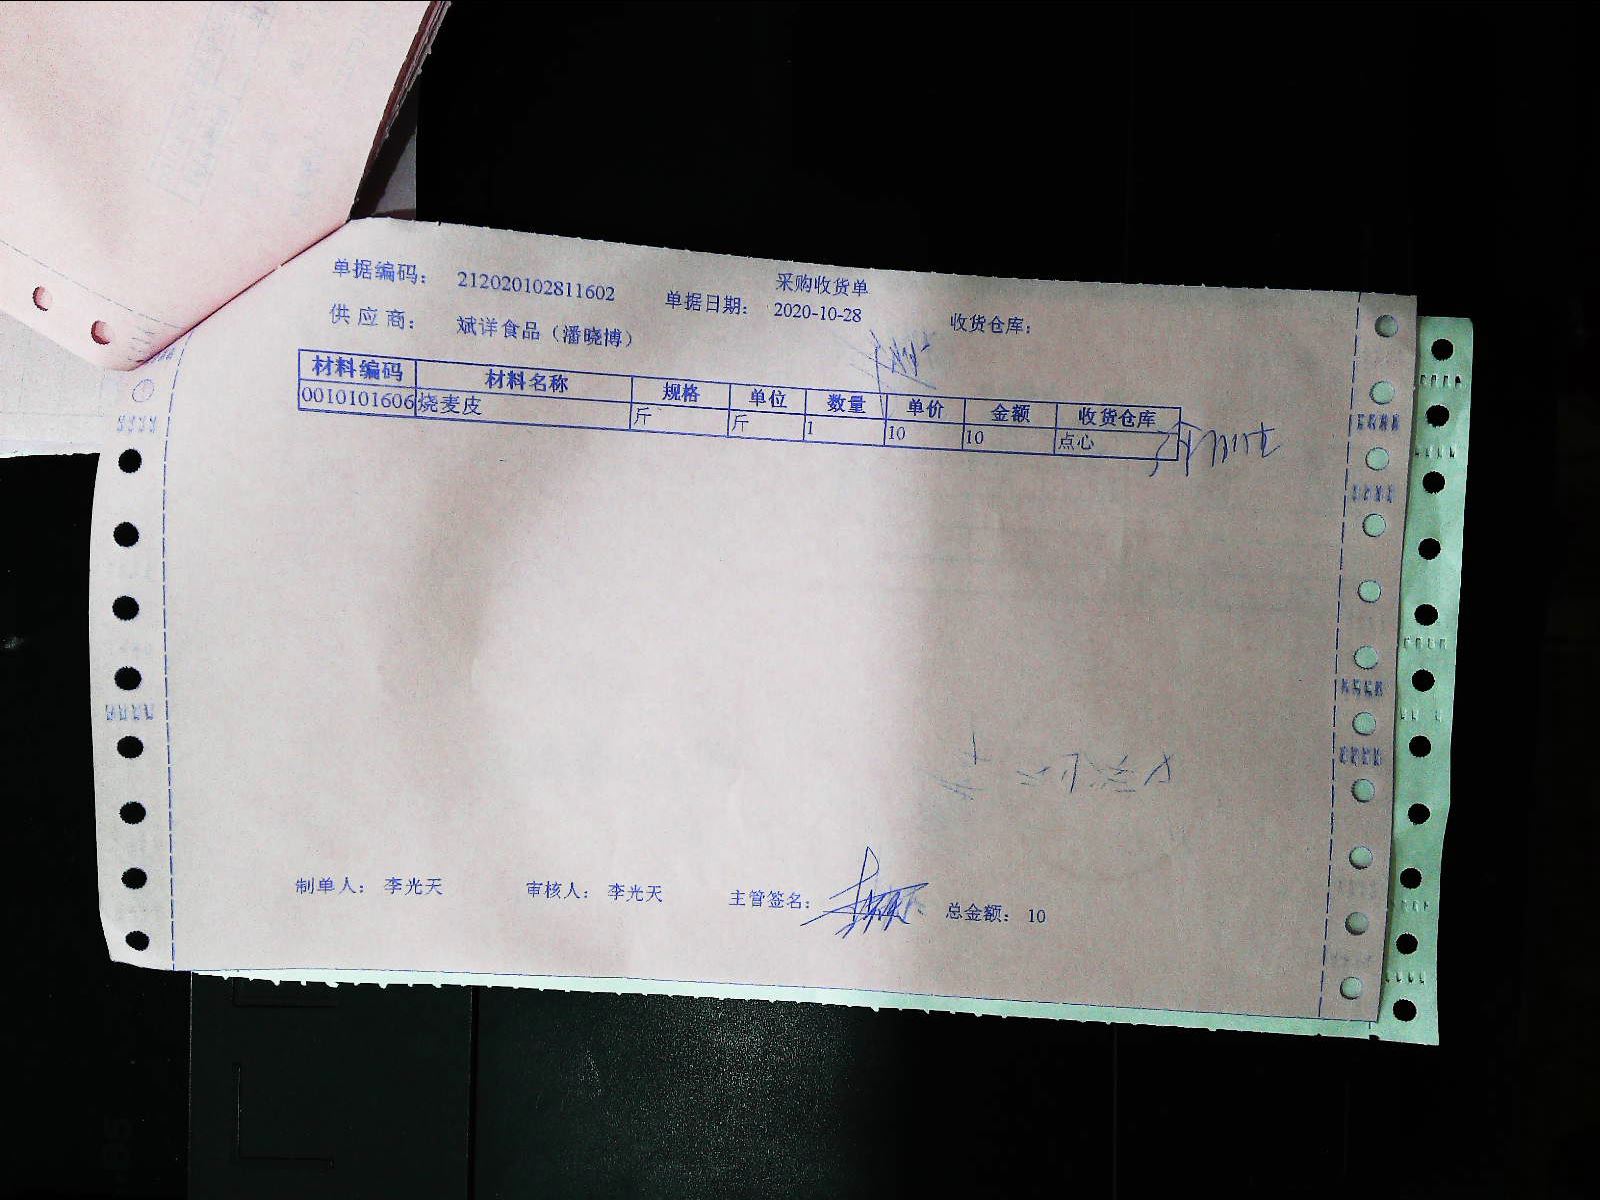 采购收货单
单据编码： 212020102811602 单据日期： 2020-10-28 收货仓库：
供 应 商： 斌详食品（潘晓博）
材料编码 材料名称 规格 单位 数量 单价 金额 收货仓库
0010101606 烧麦皮 斤 斤 1 10 10 点心
制单人： 李光天 审核人： 李光天 主管签名： 总金额： 10